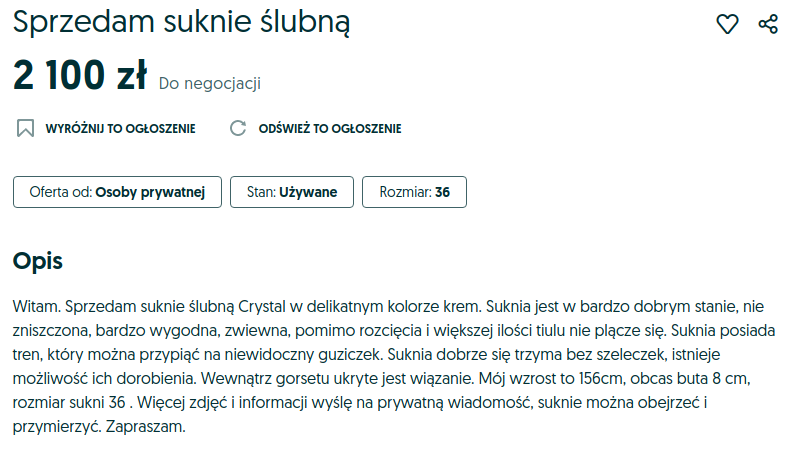 Sprzedam suknie ślubną
2 100 zł Do negocjacji
WYRÓŻNIJ TO OGŁOSZENIE ODŚWIEŻ TO OGŁOSZENIE
Oferta od: Osoby prywatnej Stan: Używane Rozmiar: 36
Opis
Witam. Sprzedam suknie ślubną Crystal w delikatnym kolorze krem. Suknia jest w bardzo dobrym stanie, nie
zniszczona, bardzo wygodna, zwiewna, pomimo rozcięcia i większej ilości tiulu nie plącze się. Suknia posiada
tren, który można przypiąć na niewidoczny guziczek. Suknia dobrze się trzyma bez szeleczek, istnieje
możliwość ich dorobienia. Wewnątrz gorsetu ukryte jest wiązanie. Mój wzrost to 156cm, obcas buta 8 cm,
rozmiar sukni 36 . Więcej zdjęć i informacji wyślę na prywatną wiadomość, suknie można obejrzeć i
przymierzyć. Zapraszam.